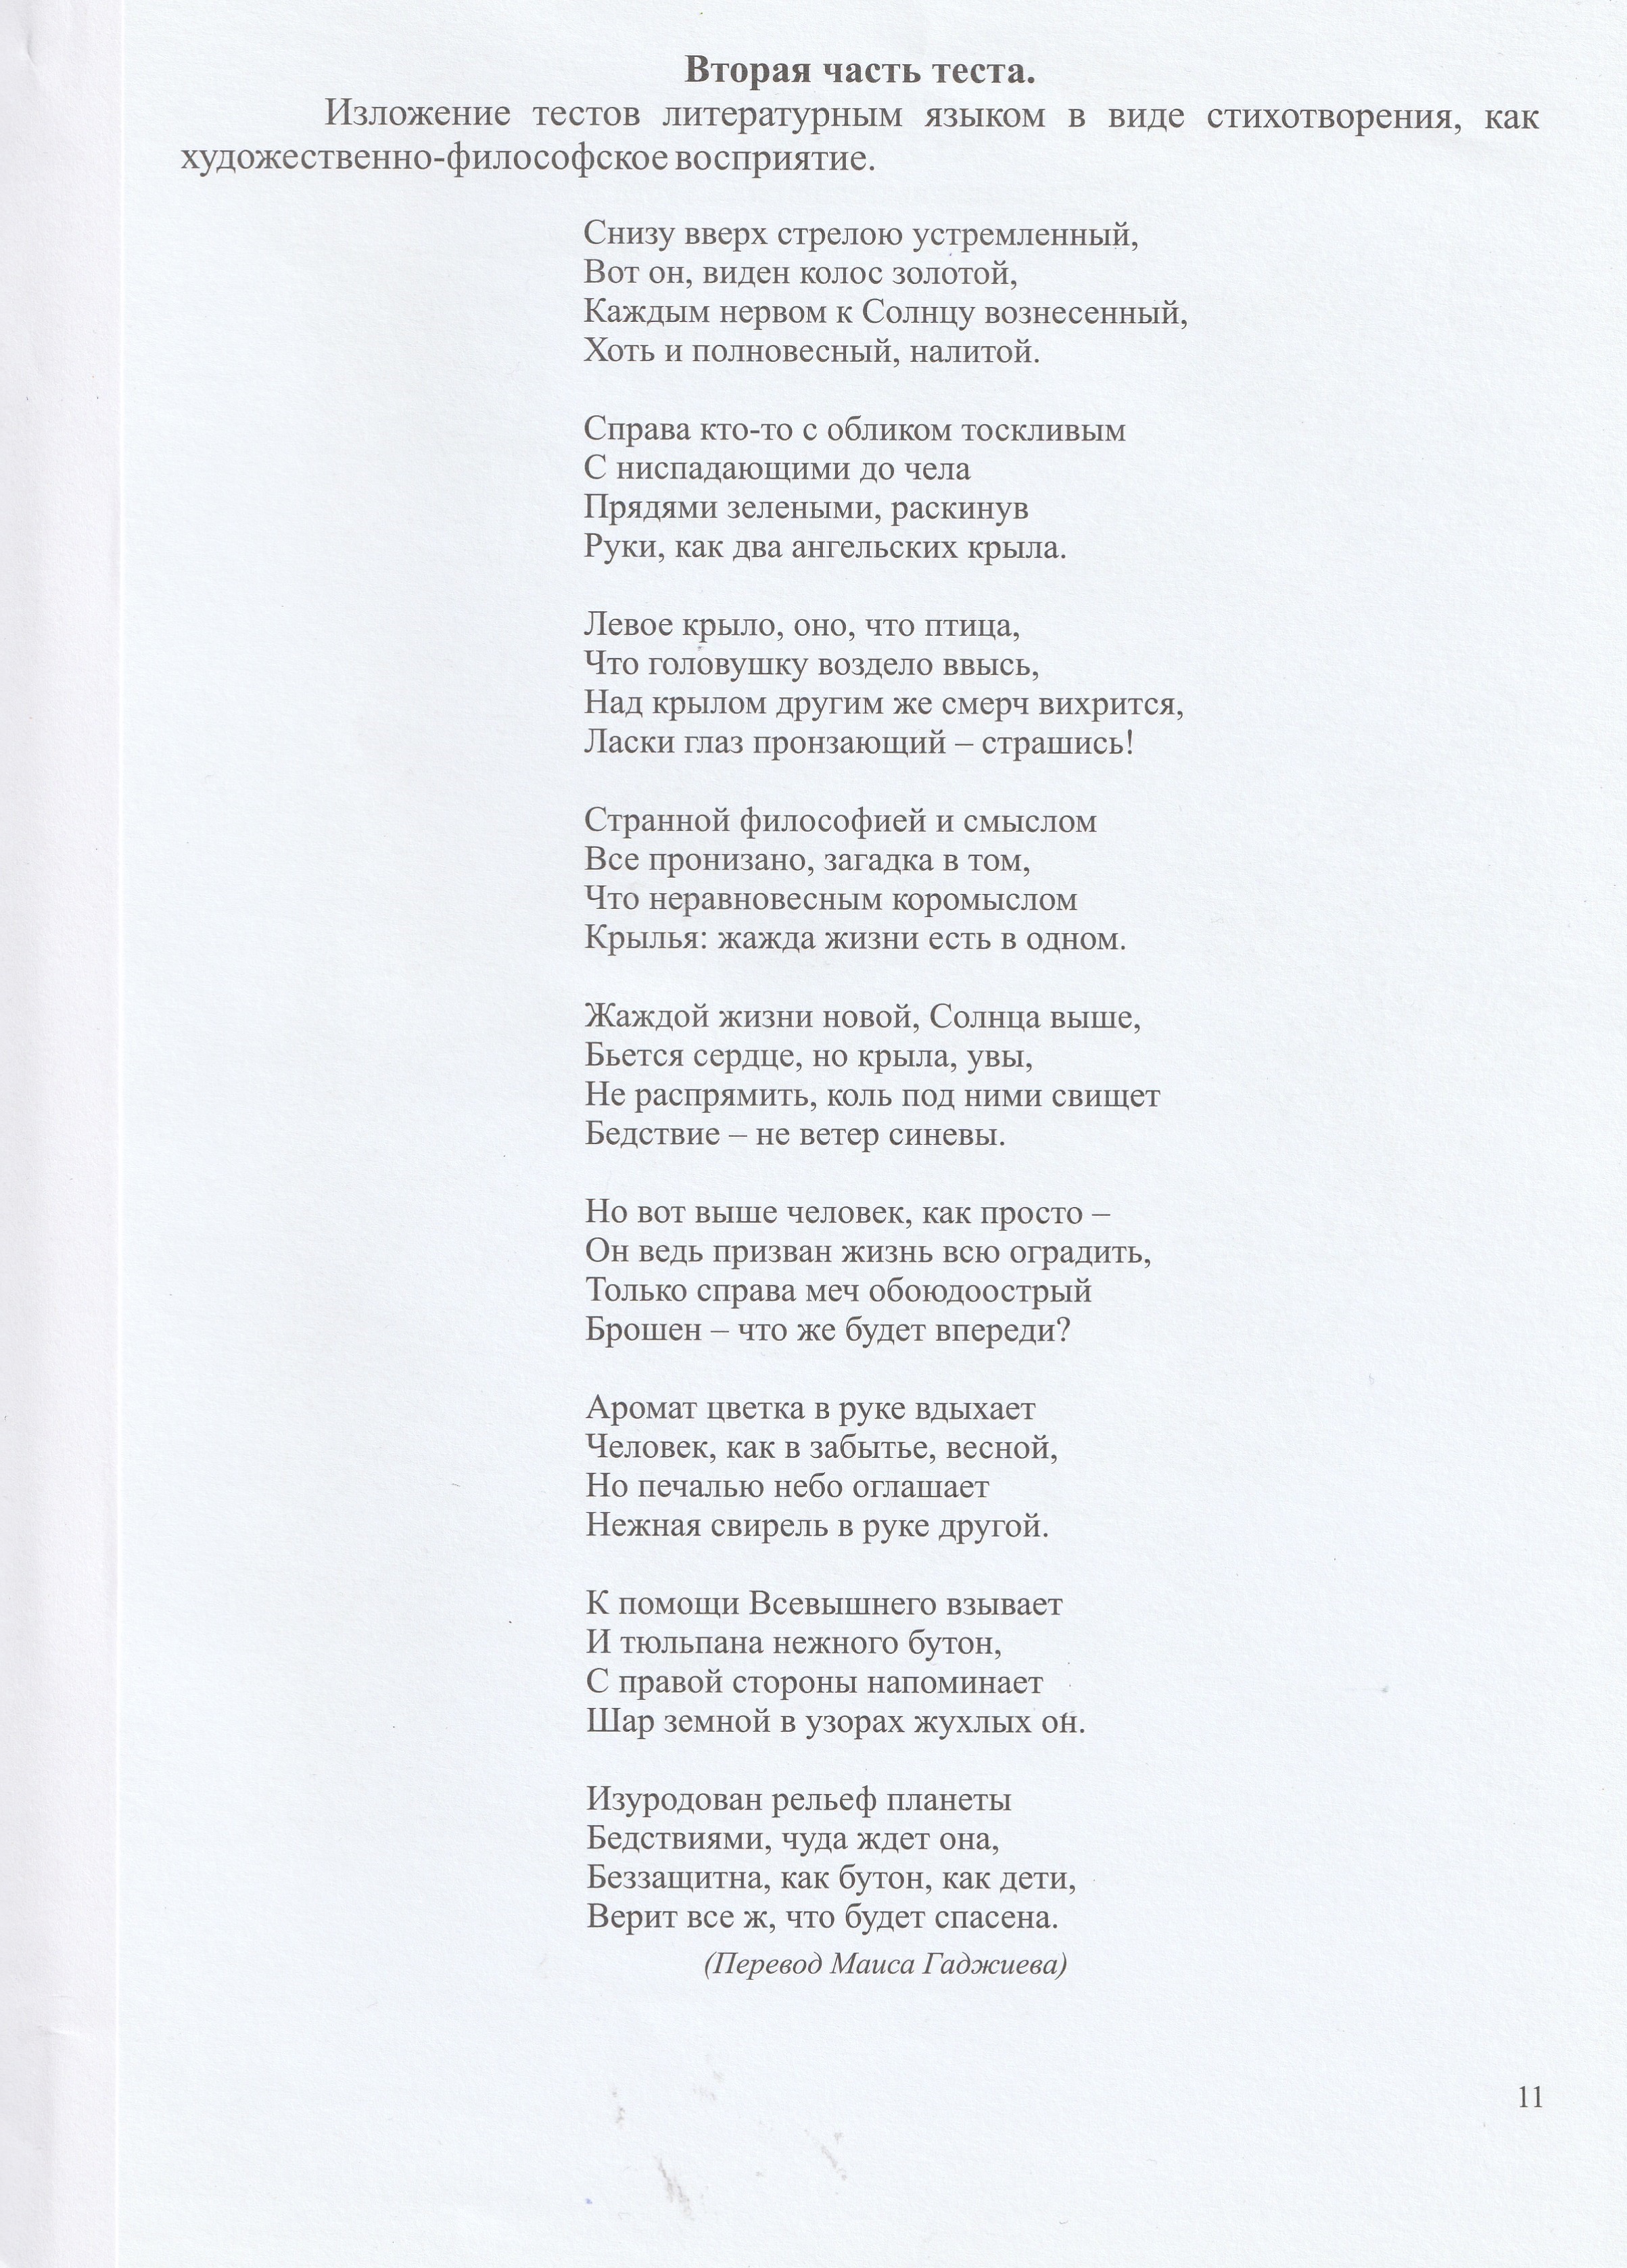 Вторая часть теста.
Изложение тестов литературным языком в виде стихотворения, как
художественно-философское восприятие.
Снизу вверх стрелою устремленный,
Вот он, виден колос золотой,
Каждым нервом к Солнцу вознесенный,
Хоть и полновесный, налитой.
Справа кто-то с обликом тоскливым
С ниспадающими до чела
Прядями зелеными, раскинув
Руки, как два ангельских крыла.
Левое крыло, оно, что птица,
Что головушку воздело ввысь,
Над крылом другим же смерч вихрится,
Ласки глаз пронзающий – страшись!
Странной философией и смыслом
Все пронизано, загадка в том,
Что неравновесным коромыслом
Крылья: жажда жизни есть в одном.
Жаждой жизни новой, Солнца выше,
Бьется сердце, но крыла, увы,
Не распрямить, коль под ними свищет
Бедствие – не ветер синевы.
Но вот выше человек, как просто –
Он ведь призван жизнь всю оградить,
Только справа меч обоюдоострый
Брошен – что же будет впереди?
Аромат цветка в руке вдыхает
Человек, как в забытье, весной,
Но печалью небо оглашает
Нежная свирель в руке другой.
К помощи Всевышнего взывает
И тюльпана нежного бутон,
С правой стороны напоминает
Шар земной в узорах жухлых он.
Изуродован рельеф планеты
Бедствиями, чуда ждет она,
Беззащитна, как бутон, как дети,
Верит все ж, что будет спасена.
(Перевод Маиса Гаджиева)
11